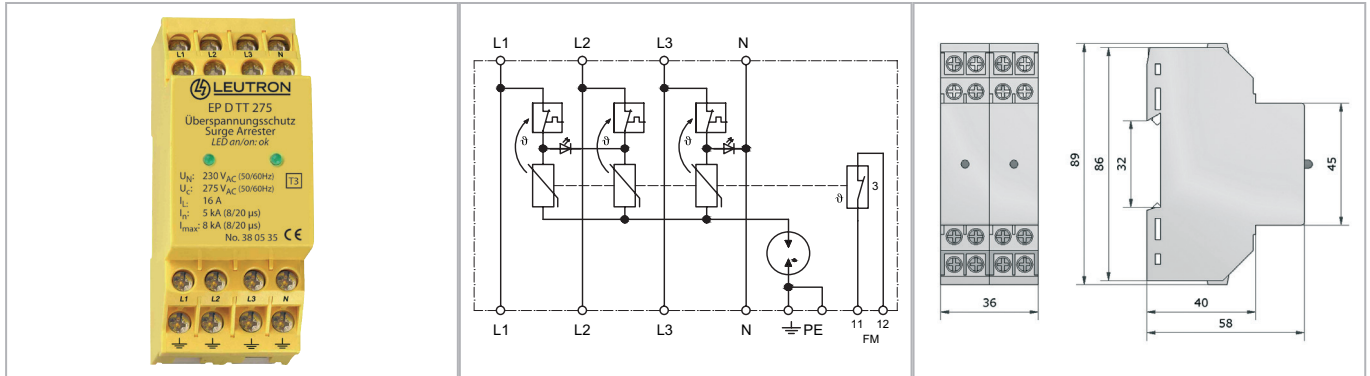 L1 L2 L3 N
LEUTRON
EP D TT 275
Überspannungsschutz
Surge Arrester
LED an/on: ok
UN: 230 VAC (50/60Hz)
UC: 275 VAC (50/60Hz)
T3
IL: 16 A
In: 5 kA (8/20 µs)
Imax: 8 kA (8/20 µs)
No. 38 05 35 CE
L1 L2 L3 N
L1 L2 L3 N
ϑ ϑ ϑ
ϑ 3
L1 L2 L3 N PE 11 12
FM
89 86 32 45
36
40
58